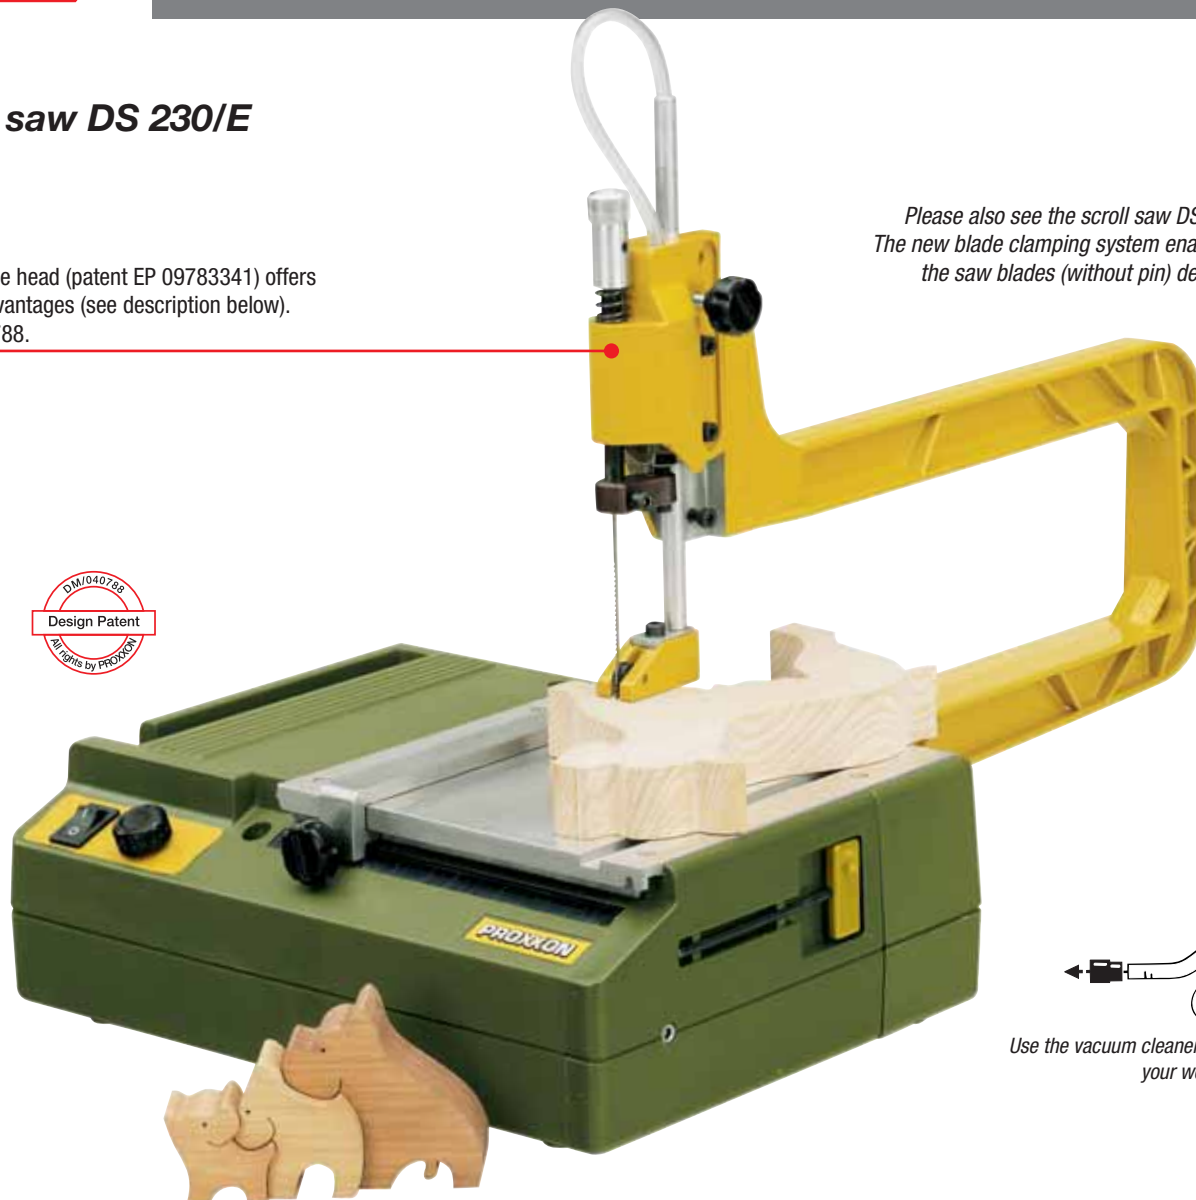 saw DS 230/E
e head (patent EP 09783341) offers
vantages (see description below).
788.
Please also see the scroll saw DS
The new blade clamping system ena
the saw blades (without pin) de
DM/040788
Design Patent
All rights by PROXXON
PROXXON
Use the vacuum cleaner
your w